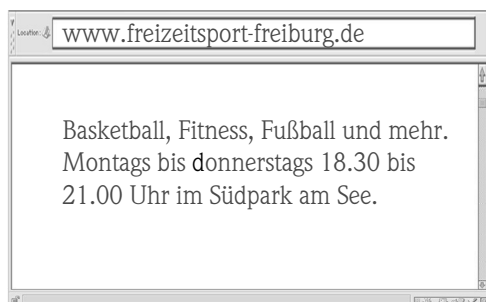 Location:
www.freizeitsport-freiburg.de
Basketball, Fitness, Fußball und mehr.
Montags bis donnerstags 18.30 bis
21.00 Uhr im Südpark am See.